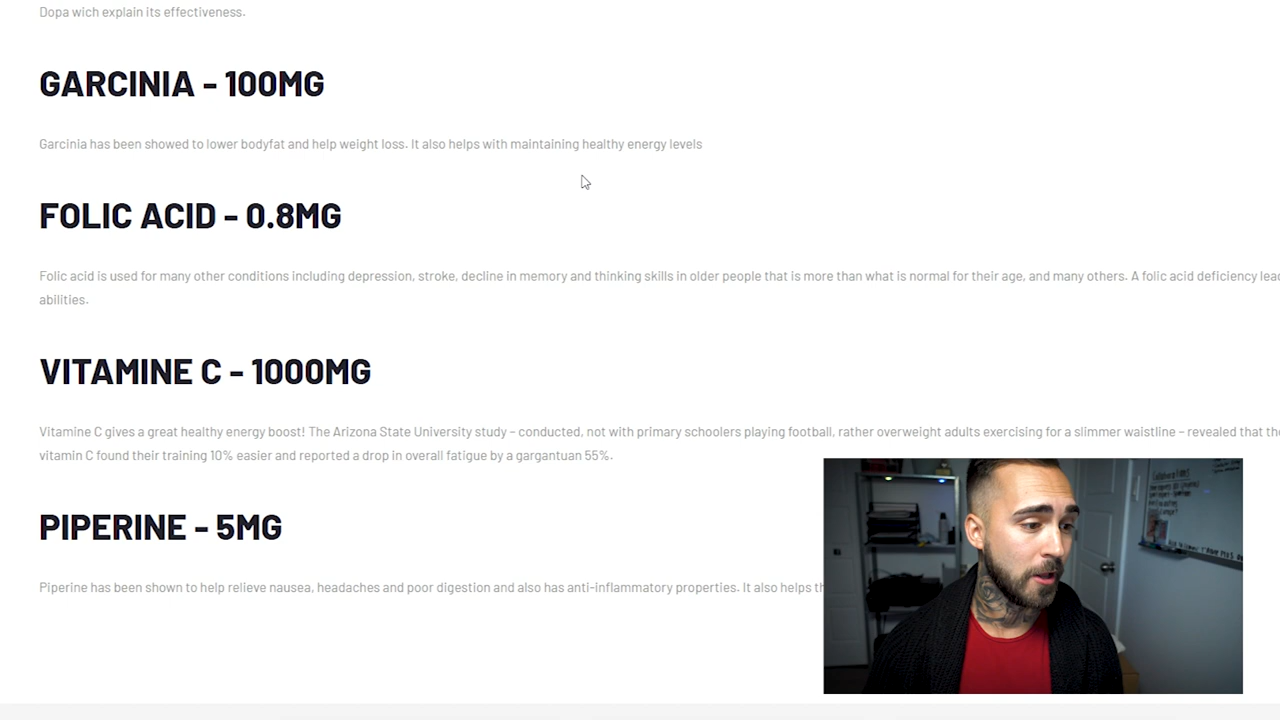 Dopa wich explain its effectiveness.
GARCINIA - 100MG
Garcinia has been showed to lower bodyfat and help weight loss. It also helps with maintaining healthy energy levels
FOLIC ACID - 0.8MG
Folic acid is used for many other conditions including depression, stroke, decline in memory and thinking skills in older people that is more than what is normal for their age, and many others. A folic acid deficiency
abilities.
VITAMINE C - 1000MG
Vitamine C gives a great healthy energy boost! The Arizona State University study – conducted, not with primary schoolers playing football, rather overweight adults exercising for a slimmer waistline – revealed that
vitamin C found their training 10% easier and reported a drop in overall fatigue by a gargantuan 55%.
PIPERINE - 5MG
Piperine has been shown to help relieve nausea, headaches and poor digestion and also has anti-inflammatory properties. It also helps